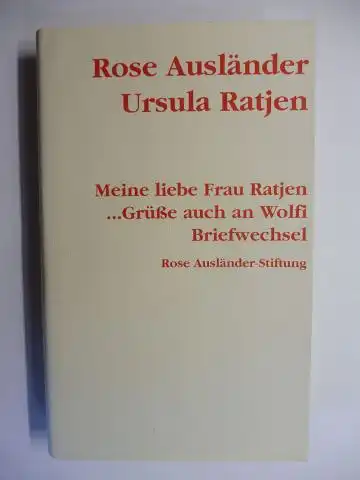 Rose Ausländer
Ursula Ratjen
Meine liebe Frau Ratjen
...Grüße auch an Wolfi
Briefwechsel
Rose Ausländer-Stiftung